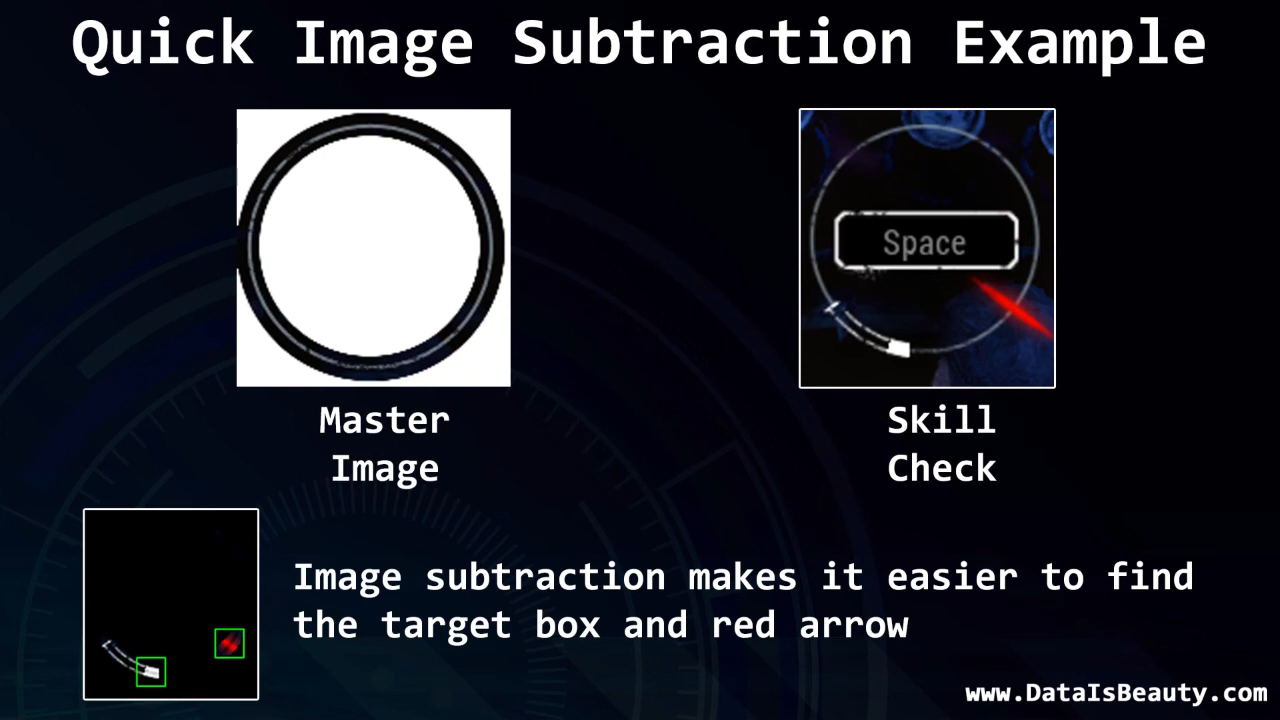 Quick Image Subtraction Example
Space
Master
Image
Skill
Check
Image subtraction makes it easier to find
the target box and red arrow
www.DataIsBeauty.com